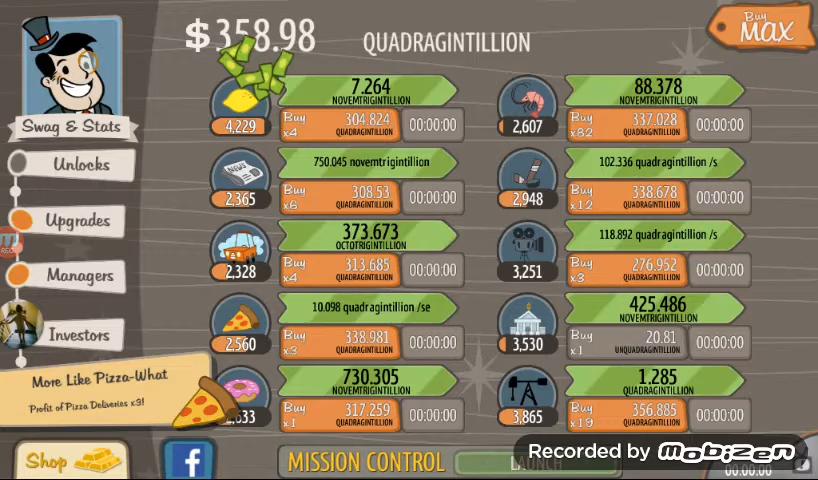 $358.98 QUADRAGINTILLION
Buy MAX
Swag & Stats
Unlocks
Upgrades
Managers
Investors
More Like Pizza-What
Profit of Pizza Deliveries x3!
Shop
f
4,229
7.264
NOVEMTRIGINTILLION
Buy x4
304.824
QUADRAGINTILLION
00:00:00
NEWS
2,365
750.045 novemtrigintillion
Buy x6
308.53
QUADRAGINTILLION
00:00:00
2,328
373.673
OCTOTRIGINTILLION
Buy x4
313.685
QUADRAGINTILLION
00:00:00
2,560
10.098 quadragintillion /se
Buy x3
338.981
QUADRAGINTILLION
00:00:00
730.305
NOVEMTRIGINTILLION
Buy x1
317.259
QUADRAGINTILLION
00:00:00
2,607
88.378
NOVEMTRIGINTILLION
Buy x82
337.028
QUADRAGINTILLION
00:00:00
2,948
102.336 quadragintillion /s
Buy x12
338.678
QUADRAGINTILLION
00:00:00
3,251
118.892 quadragintillion /s
Buy x3
276.952
QUADRAGINTILLION
00:00:00
3,530
425.486
NOVEMTRIGINTILLION
Buy x1
20.81
UNQUADRAGINTILLION
00:00:00
3,865
1.285
QUADRAGINTILLION
Buy x19
356.885
QUADRAGINTILLION
00:00:00
MISSION CONTROL
LAUNCH
Recorded by Mobizen
00:00:00